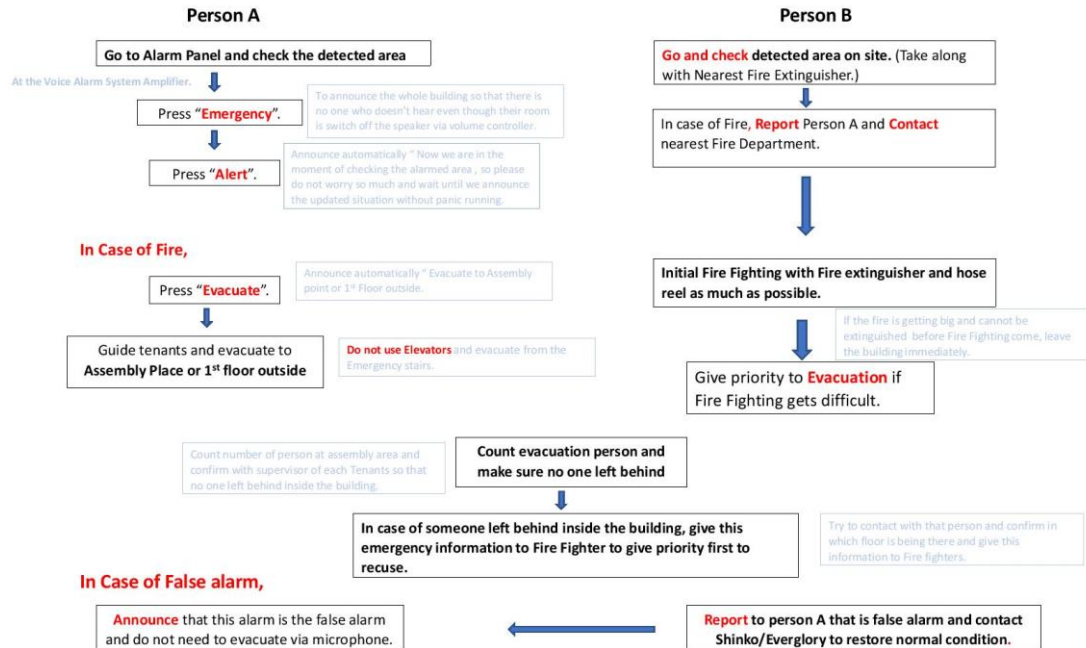 Person A
Go to Alarm Panel and check the detected area
At the Voice Alarm System Amplifier.
Press “Emergency”.
To announce the whole building so that there is
no one who doesn’t hear even though their room
is switch off the speaker via volume controller.
Press “Alert”.
Announce automatically “ Now we are in the
moment of checking the alarmed area , so please
do not worry so much and wait until we announce
the updated situation without panic running.
In Case of Fire,
Press “Evacuate”.
Announce automatically “ Evacuate to Assembly
point or 1st Floor outside.
Guide tenants and evacuate to
Assembly Place or 1st floor outside
Do not use Elevators and evacuate from the
Emergency stairs.
Person B
Go and check detected area on site. (Take along
with Nearest Fire Extinguisher.)
In case of Fire, Report Person A and Contact
nearest Fire Department.
Initial Fire Fighting with Fire extinguisher and hose
reel as much as possible.
If the fire is getting big and cannot be
extinguished before Fire Fighting come, leave
the building immediately.
Give priority to Evacuation if
Fire Fighting gets difficult.
Count number of person at assembly area and
confirm with supervisor of each Tenants so that
no one left behind inside the building.
Count evacuation person and
make sure no one left behind
In case of someone left behind inside the building, give this
emergency information to Fire Fighter to give priority first to
recuse.
Try to contact with that person and confirm in
which floor is being there and give this
information to Fire fighters.
In Case of False alarm,
Announce that this alarm is the false alarm
and do not need to evacuate via microphone.
Report to person A that is false alarm and contact
Shinko/Everglory to restore normal condition.